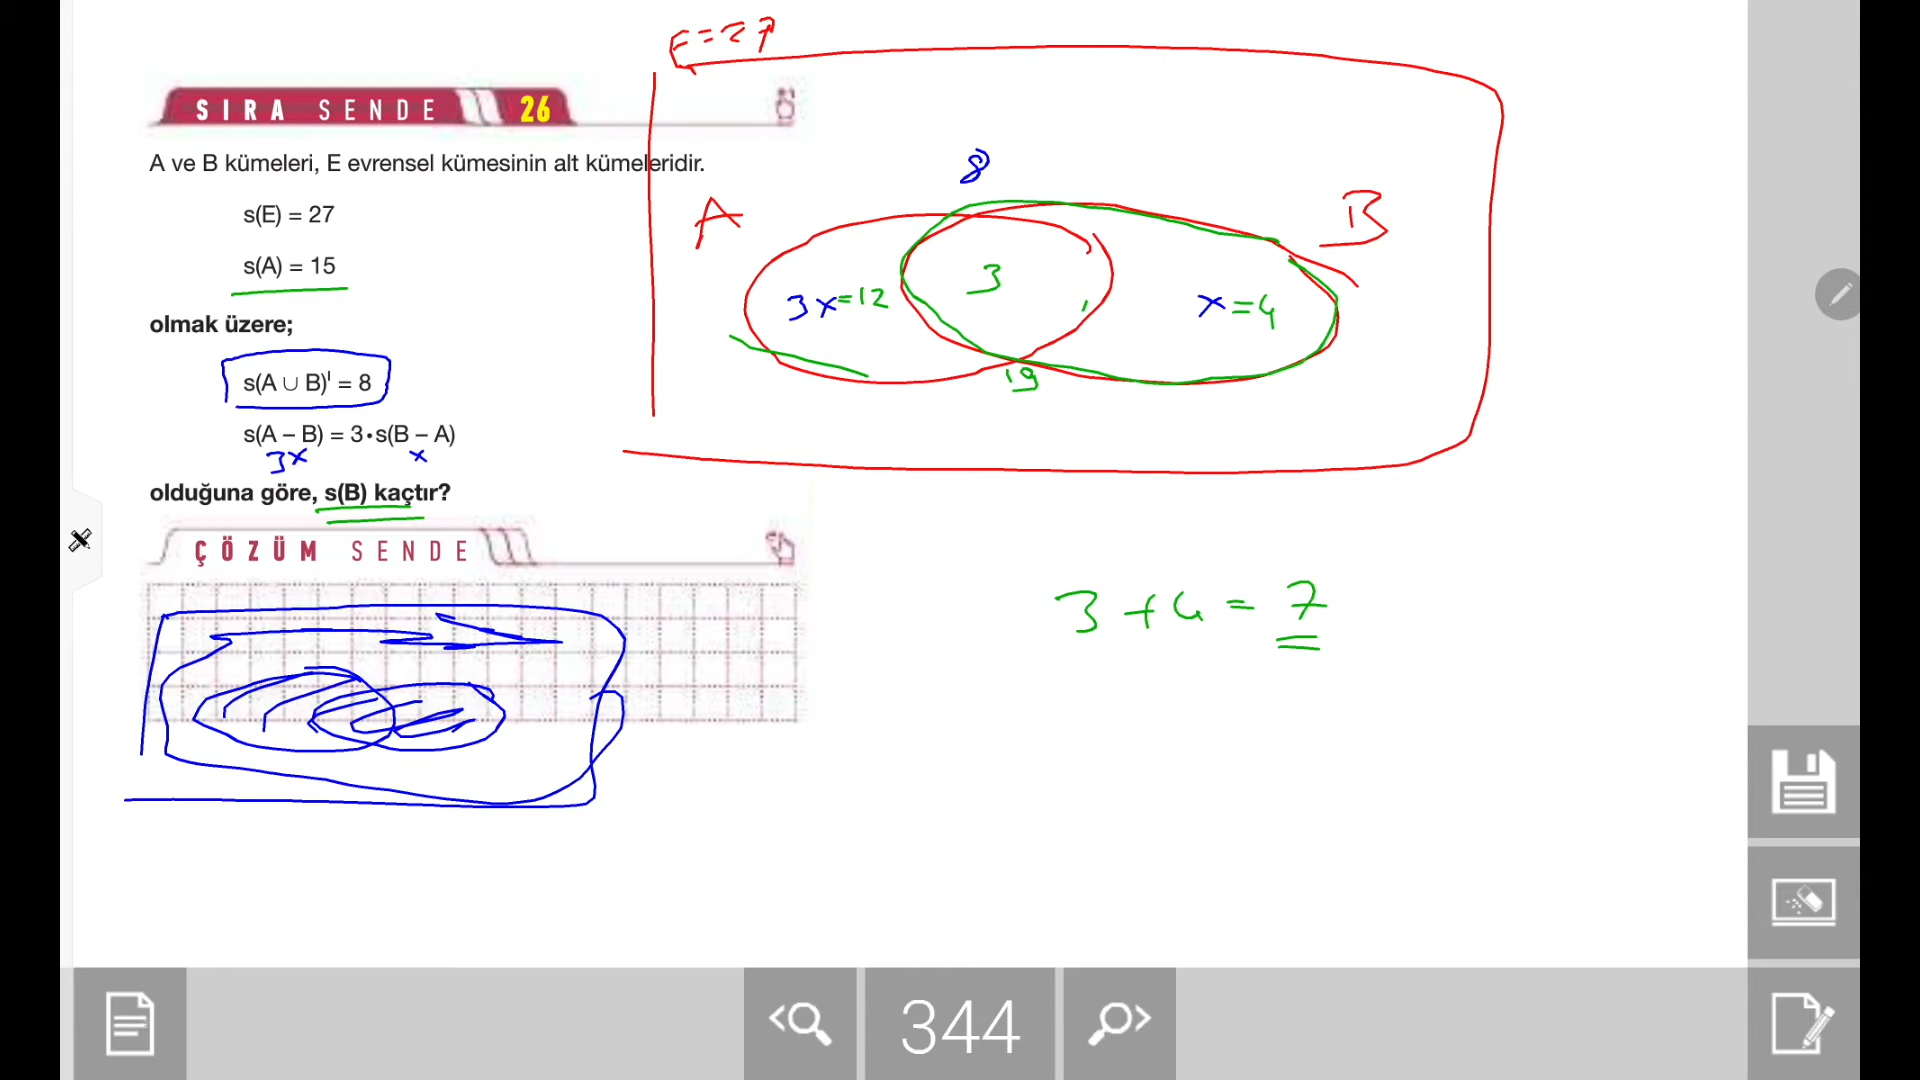 E = 27
SIRA SENDE 26
A ve B kümeleri, E evrensel kümesinin alt kümeleridir.
s(E) = 27
s(A) = 15
olmak üzere;
s(A ∪ B)' = 8
s(A – B) = 3•s(B – A)
3x x
olduğuna göre, s(B) kaçtır?
ÇÖZÜM SENDE
8
A B
3x=12 3 x=4
19
3 + 4 = 7
344